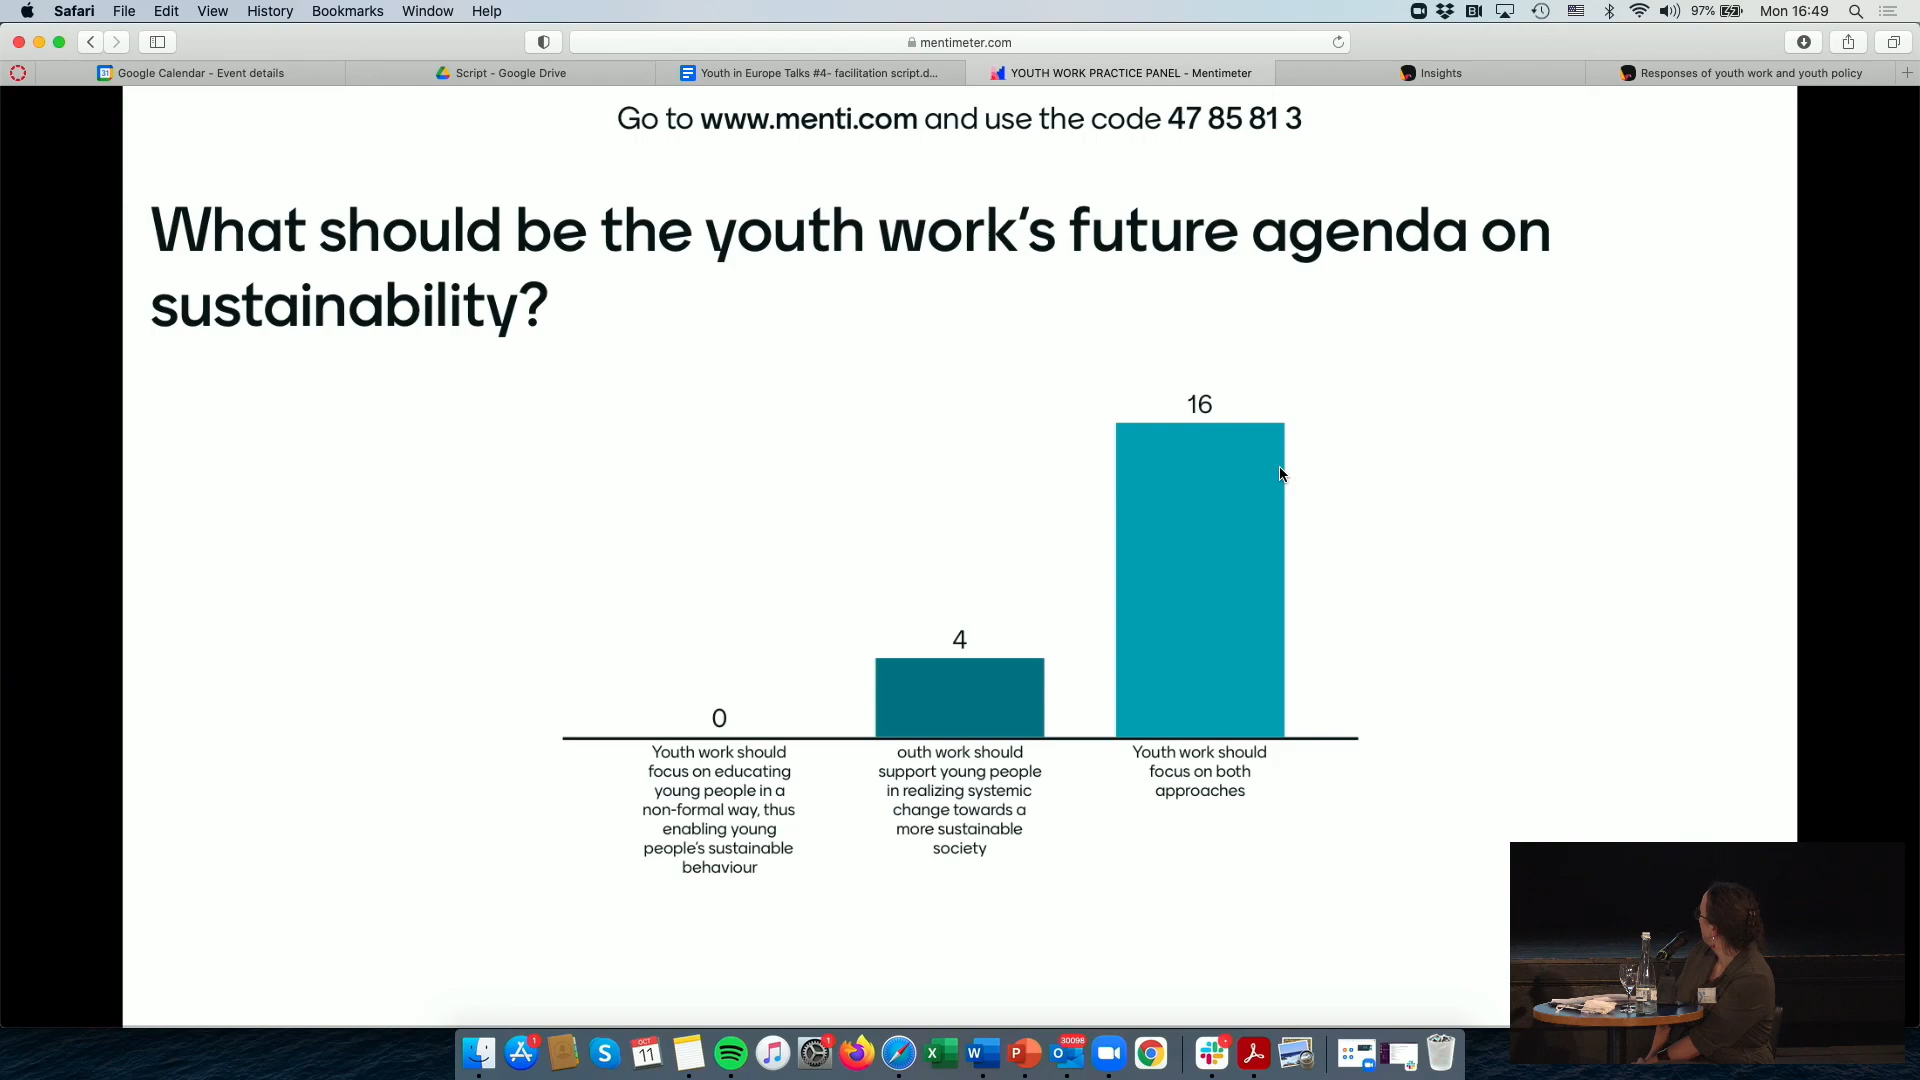 Safari File Edit View History Bookmarks Window Help 97% Mon 16:49
mentimeter.com
Google Calendar - Event details
Script - Google Drive
Youth in Europe Talks #4- facilitation script.d...
YOUTH WORK PRACTICE PANEL - Mentimeter
Insights
Responses of youth work and youth policy
Go to www.menti.com and use the code 47 85 81 3
What should be the youth work's future agenda on
sustainability?
16
4
0
Youth work should
focus on educating
young people in a
non-formal way, thus
enabling young
people's sustainable
behaviour
outh work should
support young people
in realizing systemic
change towards a
more sustainable
society
Youth work should
focus on both
approaches
OCT
11
30098